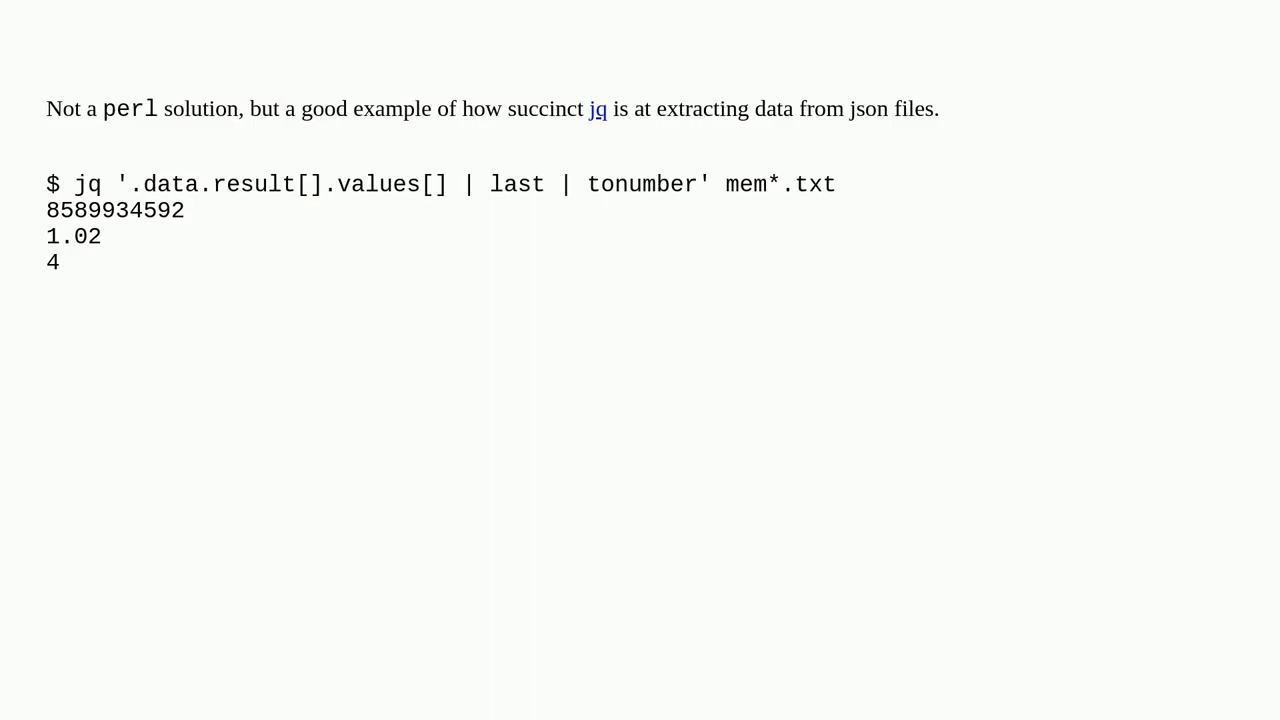 Not a perl solution, but a good example of how succinct jq is at extracting data from json files.
$ jq '.data.result[].values[] | last | tonumber' mem*.txt
8589934592
1.02
4